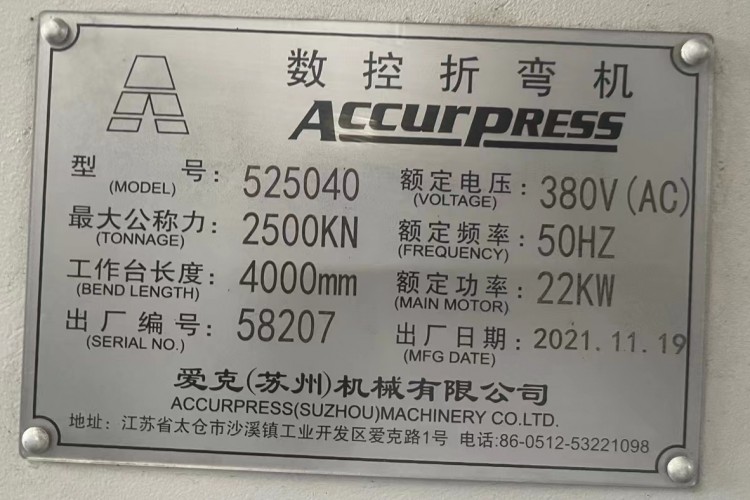 数控折弯机
ACCURPRESS
型号: 525040 额定电压: 380V(AC)
(MODEL) (VOLTAGE)
最大公称力: 2500KN 额定频率: 50HZ
(TONNAGE) (FREQUENCY)
工作台长度: 4000mm 额定功率: 22KW
(BEND LENGTH) (MAIN MOTOR)
出厂编号: 58207 出厂日期: 2021.11.19
(SERIAL NO.) (MFG DATE)
爱克(苏州)机械有限公司
ACCURPRESS(SUZHOU)MACHINERY CO.LTD.
地址: 江苏省太仓市沙溪镇工业开发区爱克路1号 电话:86-0512-53221098